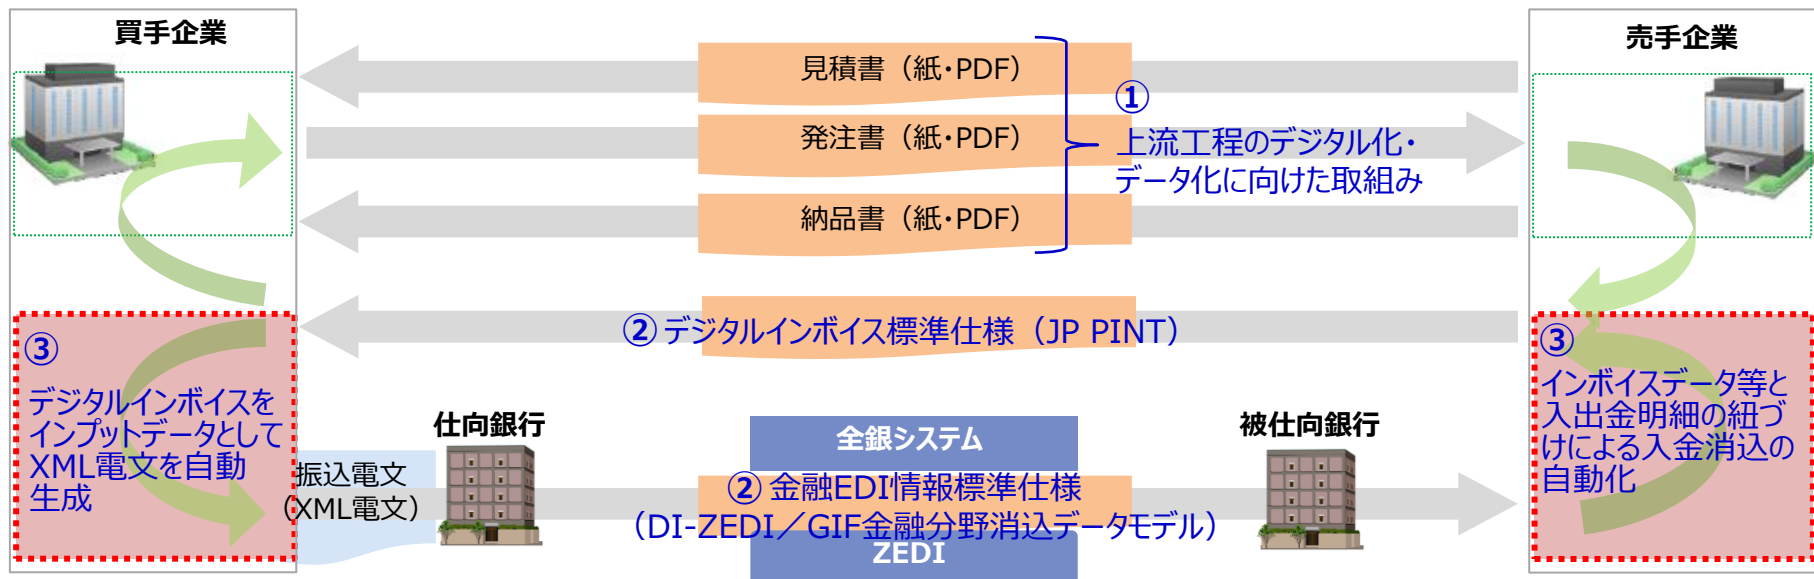 買手企業
売手企業
見積書（紙・PDF）
発注書（紙・PDF）
納品書（紙・PDF）
①
上流工程のデジタル化・
データ化に向けた取組み
②デジタルインボイス標準仕様（JP PINT）
③
デジタルインボイスを
インプットデータとして
XML電文を自動
生成
振込電文
（XML電文）
仕向銀行
全銀システム
②金融EDI情報標準仕様
（DI-ZEDI／GIF金融分野消込データモデル）
ZEDI
被仕向銀行
③
インボイスデータ等と
入出金明細の紐づ
けによる入金消込の
自動化